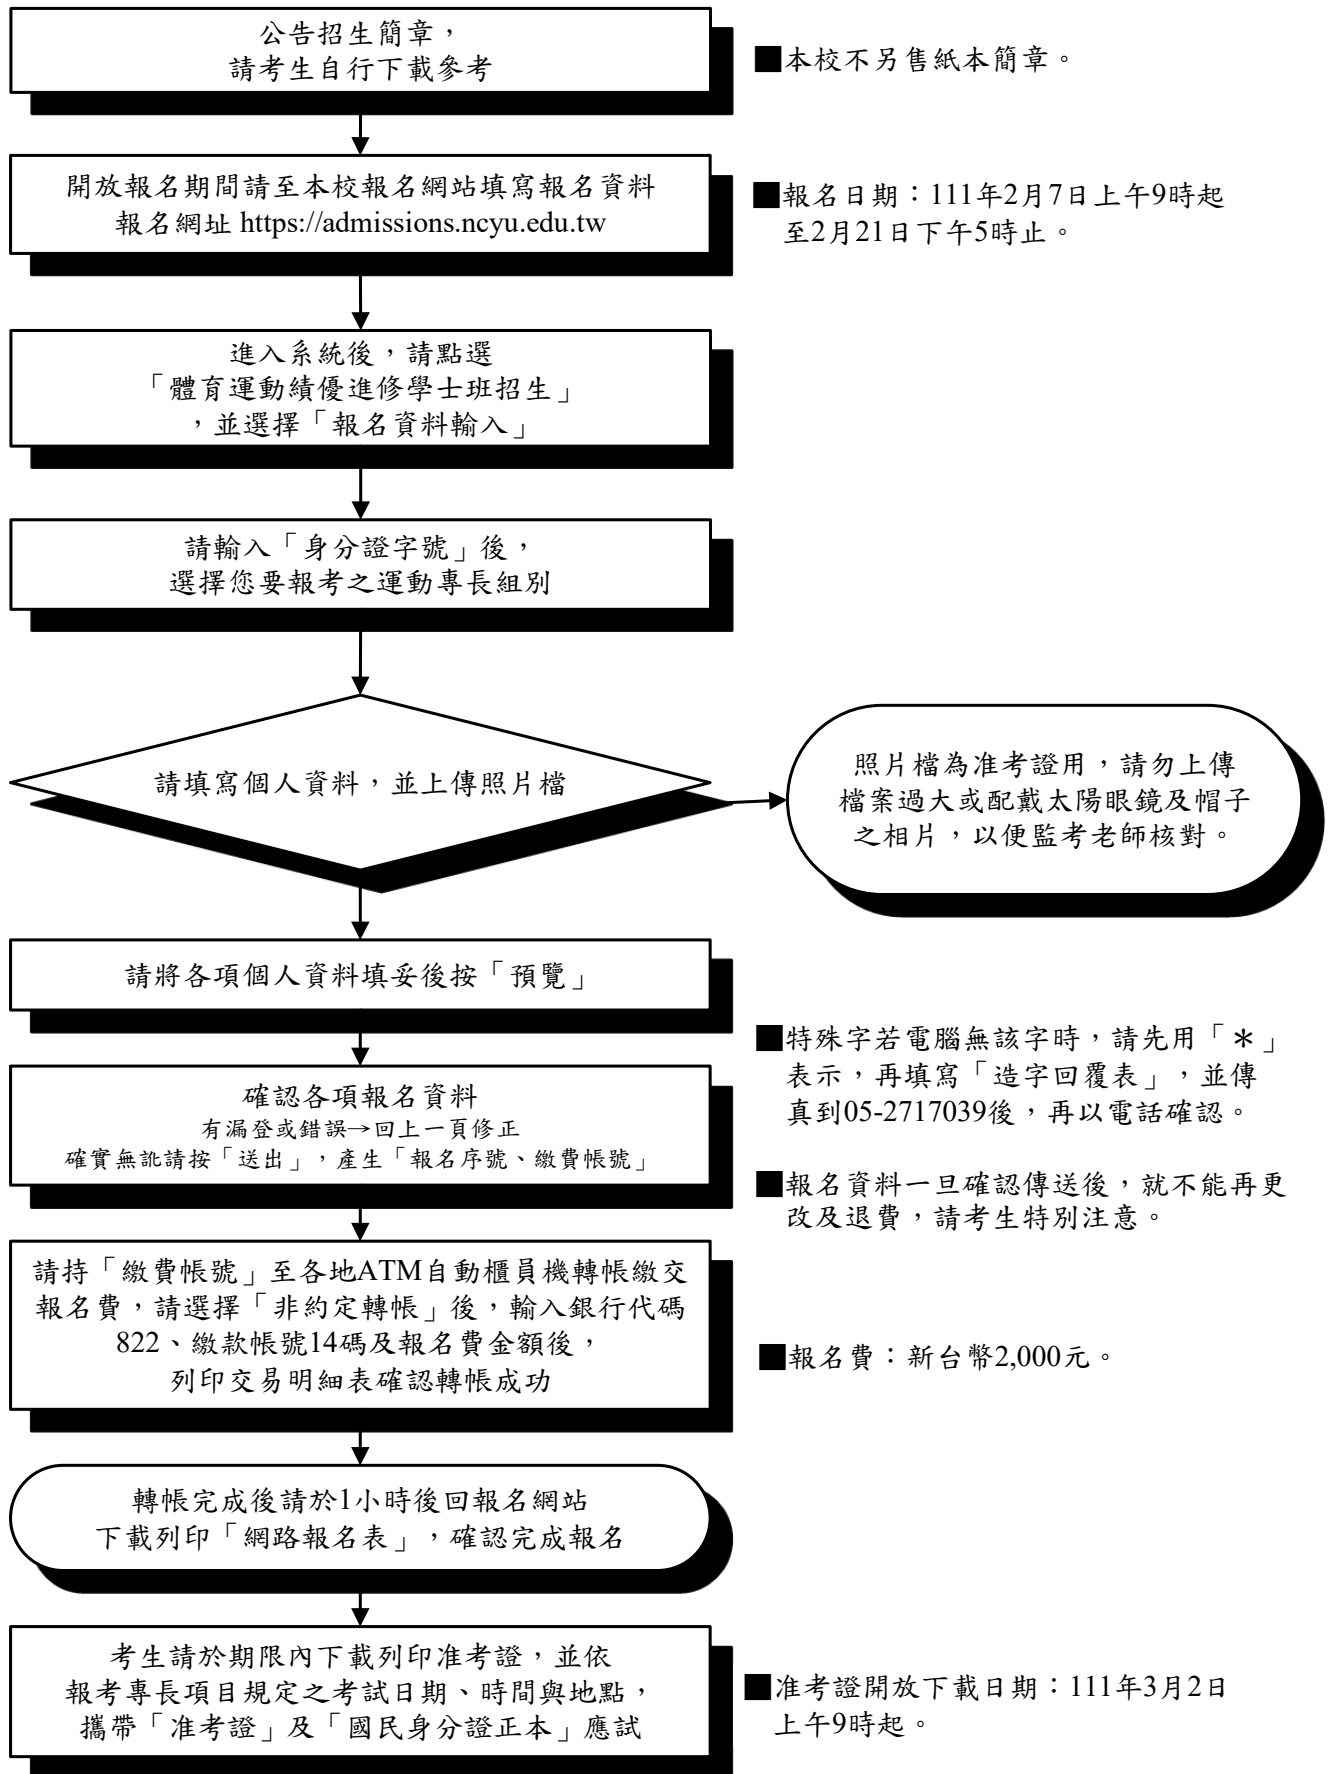 公告招生簡章，
請考生自行下載參考
■本校不另售紙本簡章。
開放報名期間請至本校報名網站填寫報名資料
報名網址 https://admissions.ncyu.edu.tw
■報名日期：111年2月7日上午9時起
至2月21日下午5時止。
進入系統後，請點選
「體育運動績優進修學士班招生」
，並選擇「報名資料輸入」
請輸入「身分證字號」後，
選擇您要報考之運動專長組別
請填寫個人資料，並上傳照片檔
照片檔為准考證用，請勿上傳
檔案過大或配戴太陽眼鏡及帽子
之相片，以便監考老師核對。
請將各項個人資料填妥後按「預覽」
■特殊字若電腦無該字時，請先用「＊」
表示，再填寫「造字回覆表」，並傳
真到05-2717039後，再以電話確認。
確認各項報名資料
有漏登或錯誤→回上一頁修正
確實無訛請按「送出」，產生「報名序號、繳費帳號」
■報名資料一旦確認傳送後，就不能再更
改及退費，請考生特別注意。
請持「繳費帳號」至各地ATM自動櫃員機轉帳繳交
報名費，請選擇「非約定轉帳」後，輸入銀行代碼
822、繳款帳號14碼及報名費金額後，
列印交易明細表確認轉帳成功
■報名費：新台幣2,000元。
轉帳完成後請於1小時後回報名網站
下載列印「網路報名表」，確認完成報名
考生請於期限內下載列印准考證，並依
報考專長項目規定之考試日期、時間與地點，
攜帶「准考證」及「國民身分證正本」應試
■准考證開放下載日期：111年3月2日
上午9時起。